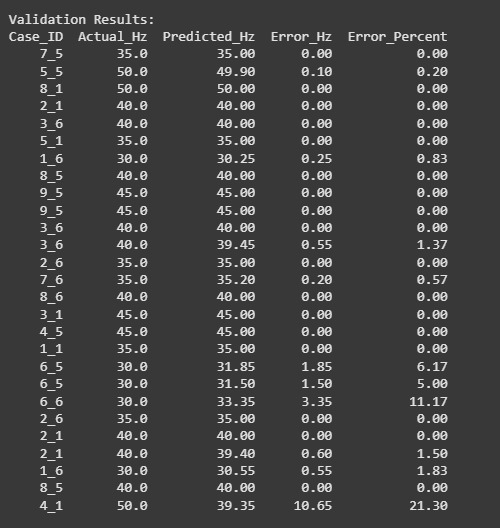 Validation Results:
Case_ID Actual_Hz Predicted_Hz Error_Hz Error_Percent
7_5 35.0 35.00 0.00 0.00
5_5 50.0 49.90 0.10 0.20
8_1 50.0 50.00 0.00 0.00
2_1 40.0 40.00 0.00 0.00
3_6 40.0 40.00 0.00 0.00
5_1 35.0 35.00 0.00 0.00
1_6 30.0 30.25 0.25 0.83
8_5 40.0 40.00 0.00 0.00
9_5 45.0 45.00 0.00 0.00
9_5 45.0 45.00 0.00 0.00
3_6 40.0 40.00 0.00 0.00
3_6 40.0 39.45 0.55 1.37
2_6 35.0 35.00 0.00 0.00
7_6 35.0 35.20 0.20 0.57
8_6 40.0 40.00 0.00 0.00
3_1 45.0 45.00 0.00 0.00
4_5 45.0 45.00 0.00 0.00
1_1 35.0 35.00 0.00 0.00
6_5 30.0 31.85 1.85 6.17
6_5 30.0 31.50 1.50 5.00
6_6 30.0 33.35 3.35 11.17
2_6 35.0 35.00 0.00 0.00
2_1 40.0 40.00 0.00 0.00
2_1 40.0 39.40 0.60 1.50
1_6 30.0 30.55 0.55 1.83
8_5 40.0 40.00 0.00 0.00
4_1 50.0 39.35 10.65 21.30